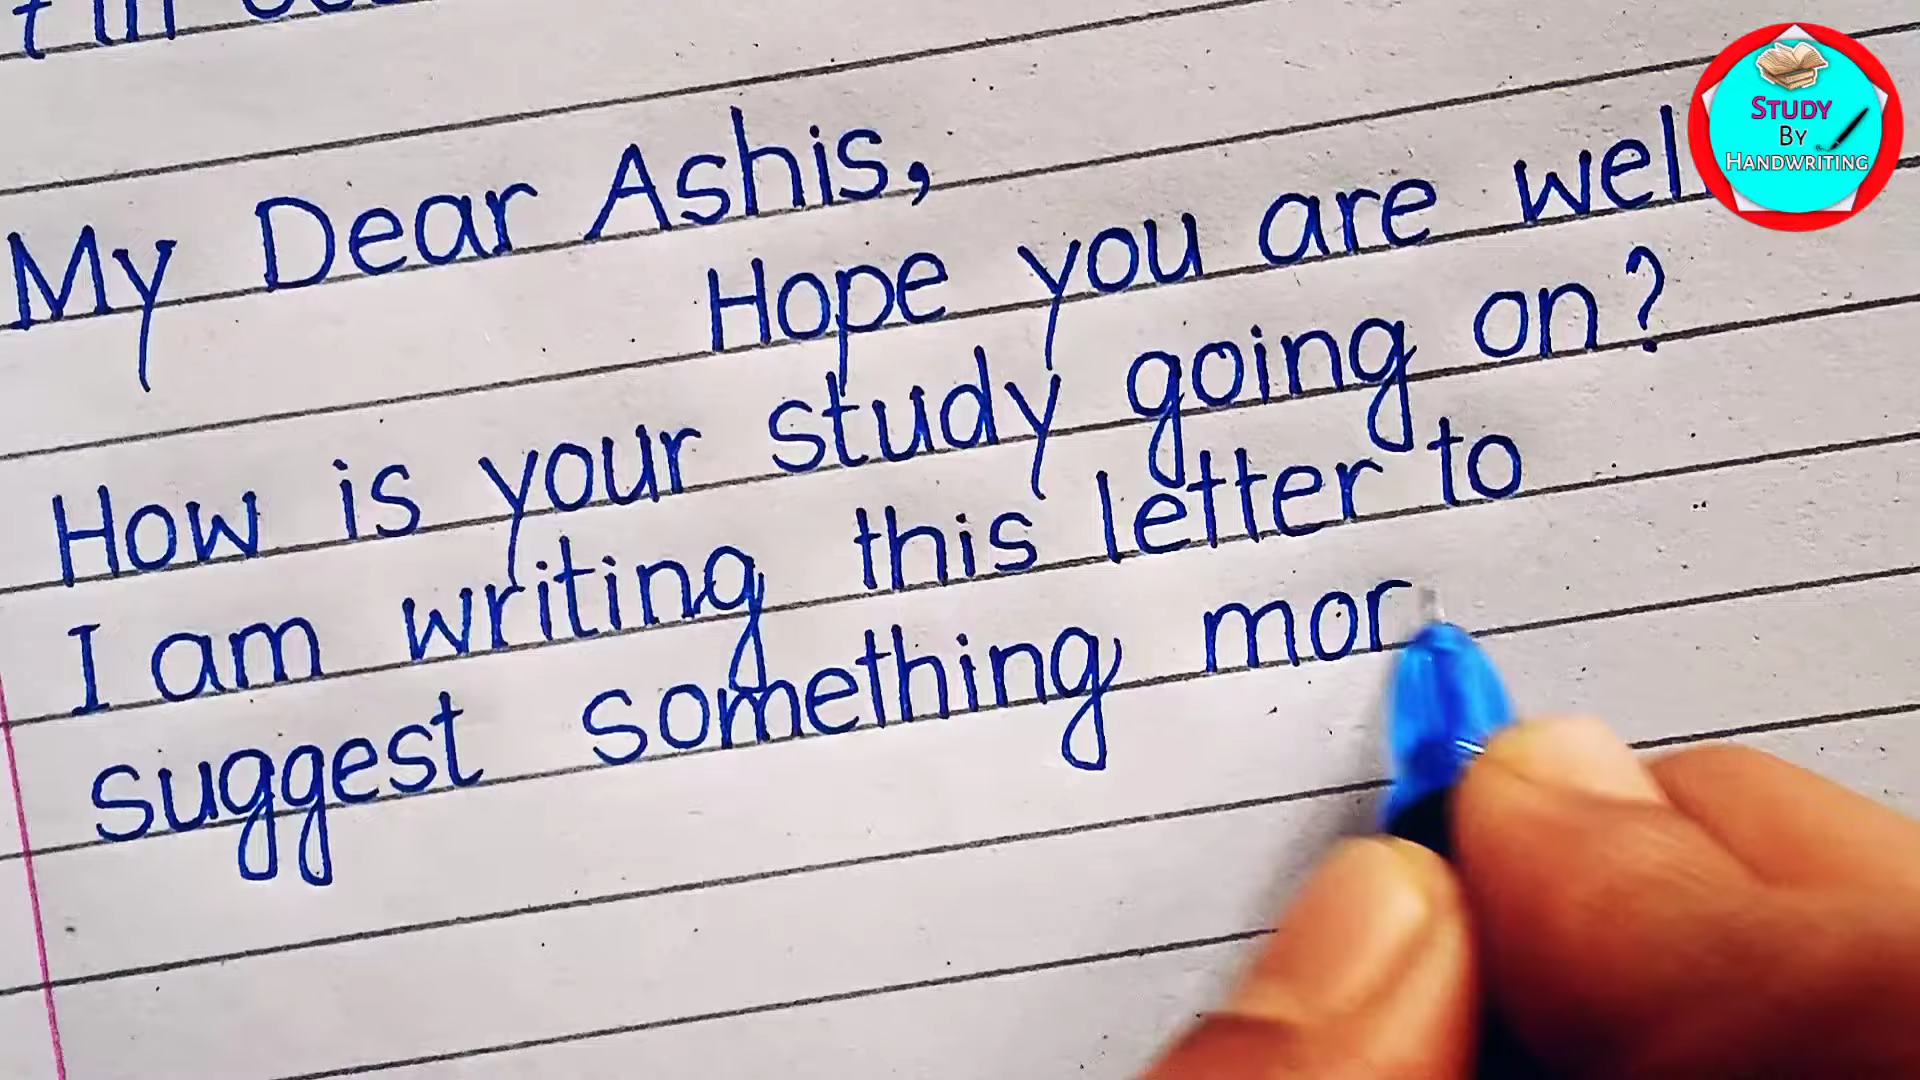 My Dear Ashis,
Hope you are well
How is your study going on?
I am writing this letter to
suggest something mor
STUDY
BY
HANDWRITING